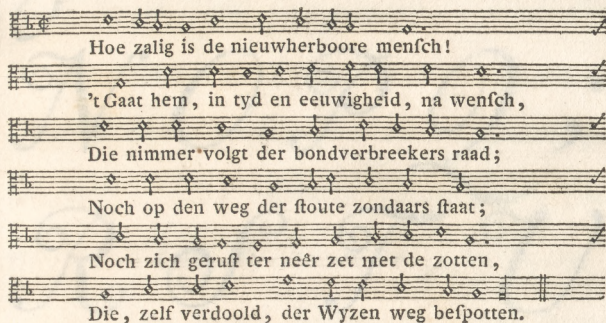 Hoe zalig is de nieuwherboore menſch!
't Gaat hem, in tyd en eeuwigheid, na wenſch,
Die nimmer volgt der bondverbreekers raad;
Noch op den weg der ſtoute zondaars ſtaat;
Noch zich geruſt ter neêr zet met de zotten,
Die, zelf verdoold, der Wyzen weg beſpotten.